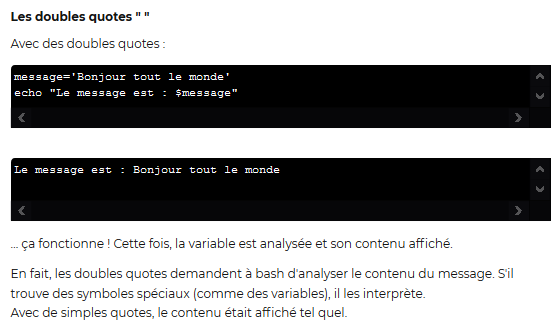 Les doubles quotes " "
Avec des doubles quotes :
message='Bonjour tout le monde'
echo "Le message est : $message"
Le message est : Bonjour tout le monde
... ça fonctionne ! Cette fois, la variable est analysée et son contenu affiché.
En fait, les doubles quotes demandent à bash d'analyser le contenu du message. S'il
trouve des symboles spéciaux (comme des variables), il les interprète.
Avec de simples quotes, le contenu était affiché tel quel.